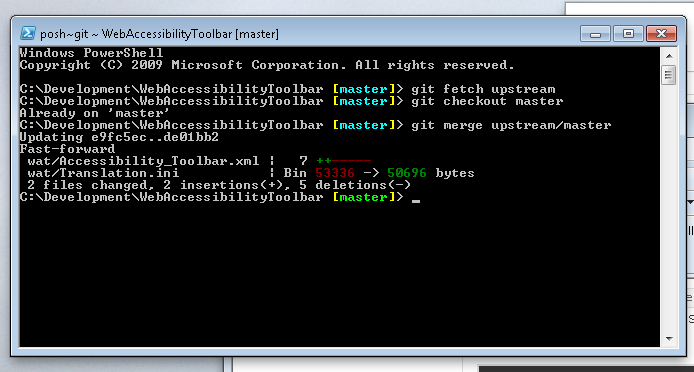 posh~git ~ WebAccessibilityToolbar [master]
Windows PowerShell
Copyright (C) 2009 Microsoft Corporation. All rights reserved.
C:\Development\WebAccessibilityToolbar [master]> git fetch upstream
C:\Development\WebAccessibilityToolbar [master]> git checkout master
Already on 'master'
C:\Development\WebAccessibilityToolbar [master]> git merge upstream/master
Updating e9fc5ec..de01bb2
Fast-forward
wat/Accessibility_Toolbar.xml ¦ 7 ++-----
wat/Translation.ini ¦ Bin 53336 -> 50696 bytes
2 files changed, 2 insertions(+), 5 deletions(-)
C:\Development\WebAccessibilityToolbar [master]> _